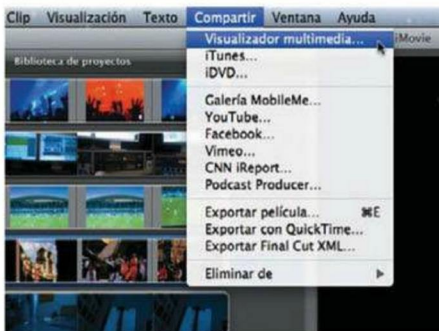 Clip Visualización Texto Compartir Ventana Ayuda
iMovie
Biblioteca de proyectos
Visualizador multimedia...
iTunes...
iDVD...
Galería MobileMe...
YouTube...
Facebook...
Vimeo...
CNN iReport...
Podcast Producer...
Exportar película... ⌘E
Exportar con QuickTime...
Exportar Final Cut XML...
Eliminar de